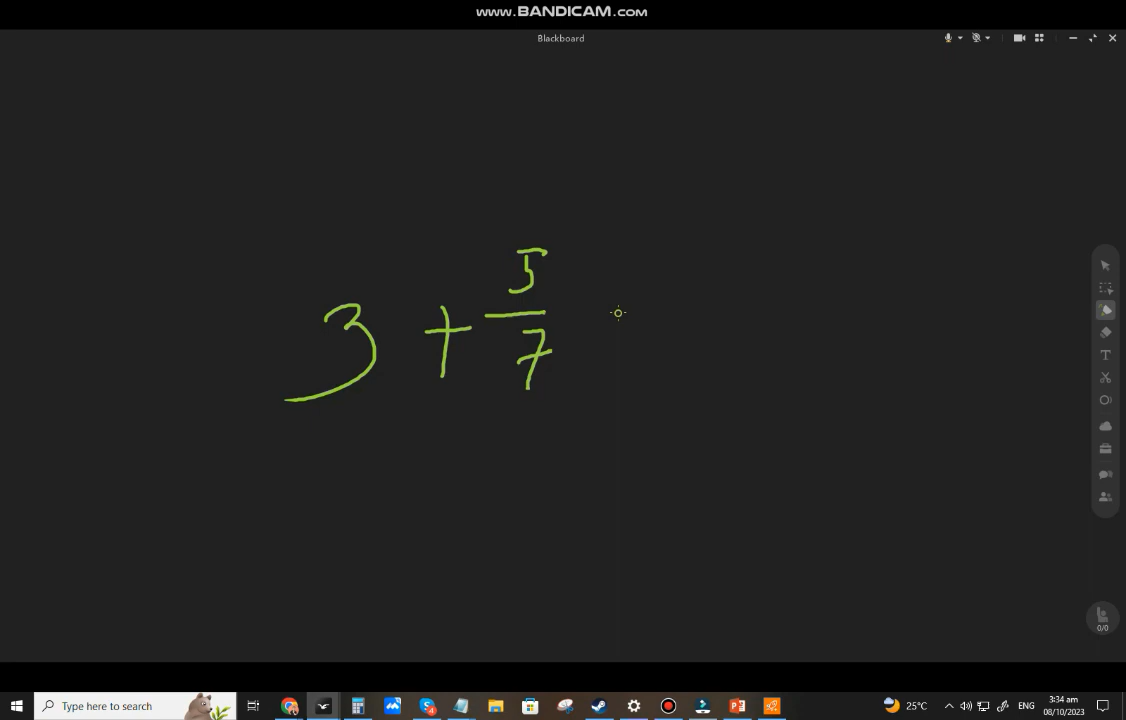 www.BANDICAM.com
Blackboard
3 + 5/7
0/0
Type here to search
25°C
ENG
3:34 am
08/10/2023